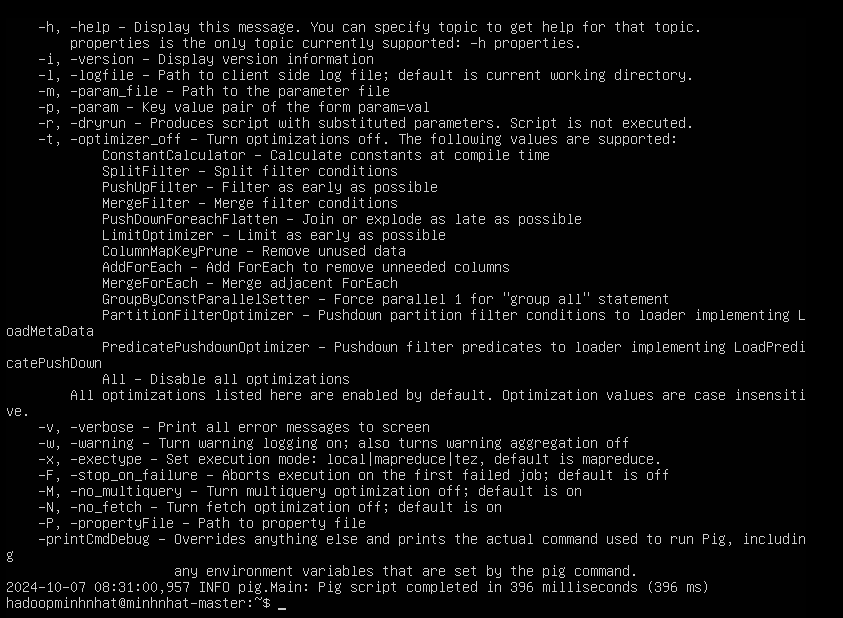 -h, -help - Display this message. You can specify topic to get help for that topic.
properties is the only topic currently supported: -h properties.
-i, -version - Display version information
-l, -logfile - Path to client side log file; default is current working directory.
-m, -param_file - Path to the parameter file
-p, -param - Key value pair of the form param=val
-r, -dryrun - Produces script with substituted parameters. Script is not executed.
-t, -optimizer_off - Turn optimizations off. The following values are supported:
ConstantCalculator - Calculate constants at compile time
SplitFilter - Split filter conditions
PushUpFilter - Filter as early as possible
MergeFilter - Merge filter conditions
PushDownForeachFlatten - Join or explode as late as possible
LimitOptimizer - Limit as early as possible
ColumnMapKeyPrune - Remove unused data
AddForEach - Add ForEach to remove unneeded columns
MergeForEach - Merge adjacent ForEach
GroupByConstParallelSetter - Force parallel 1 for "group all" statement
PartitionFilterOptimizer - Pushdown partition filter conditions to loader implementing L
oadMetaData
PredicatePushdownOptimizer - Pushdown filter predicates to loader implementing LoadPredi
catePushDown
All - Disable all optimizations
All optimizations listed here are enabled by default. Optimization values are case insensiti
ve.
-v, -verbose - Print all error messages to screen
-w, -warning - Turn warning logging on; also turns warning aggregation off
-x, -exectype - Set execution mode: local|mapreduce|tez, default is mapreduce.
-F, -stop_on_failure - Aborts execution on the first failed job; default is off
-M, -no_multiquery - Turn multiquery optimization off; default is on
-N, -no_fetch - Turn fetch optimization off; default is on
-P, -propertyFile - Path to property file
-printCmdDebug - Overrides anything else and prints the actual command used to run Pig, includin
g
any environment variables that are set by the pig command.
2024-10-07 08:31:00,957 INFO pig.Main: Pig script completed in 396 milliseconds (396 ms)
hadoopminhnhat@minhnhat-master:~$ _